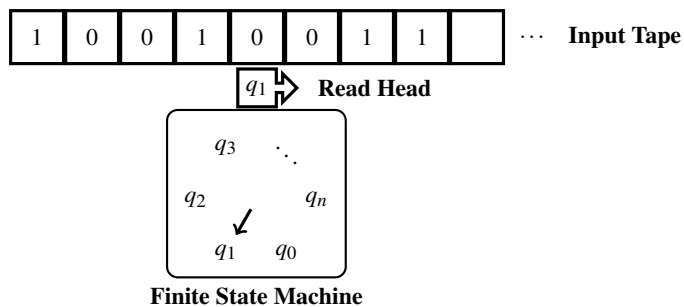 1 0 0 1 0 0 1 1 ⋯ Input Tape
q₁ Read Head
q₃ ⋱
q₂ qₙ
q₁ q₀
Finite State Machine